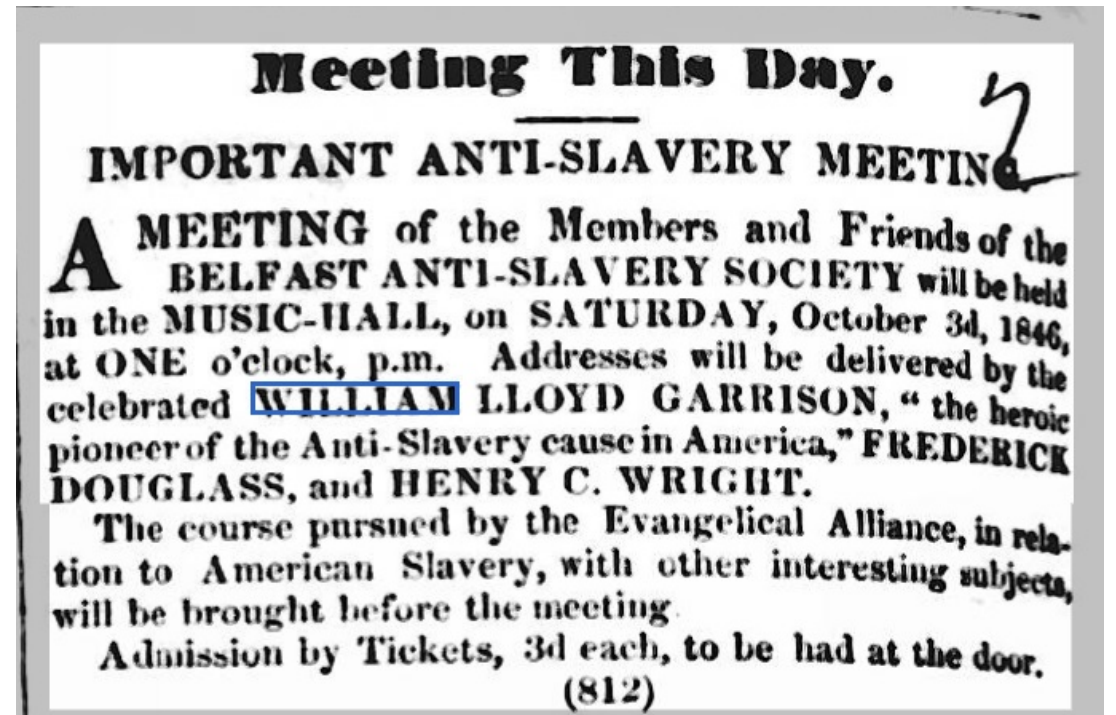 Meeting This Day.
IMPORTANT ANTI-SLAVERY MEETING
A MEETING of the Members and Friends of the
BELFAST ANTI-SLAVERY SOCIETY will be held
in the MUSIC-HALL, on SATURDAY, October 3d, 1846,
at ONE o'clock, p.m. Addresses will be delivered by the
celebrated WILLIAM LLOYD GARRISON, “ the heroic
pioneer of the Anti-Slavery cause in America,” FREDERICK
DOUGLASS, and HENRY C. WRIGHT.
The course pursued by the Evangelical Alliance, in rela-
tion to American Slavery, with other interesting subjects,
will be brought before the meeting.
Admission by Tickets, 3d each, to be had at the door.
(812)